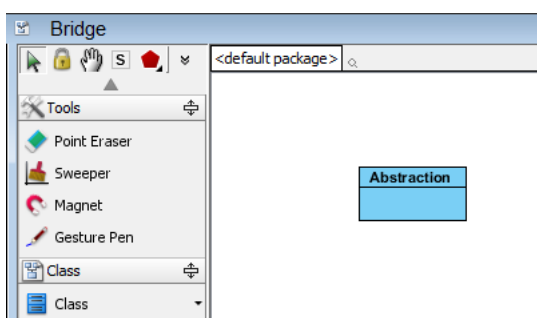 Bridge
S
<default package>
Tools
Point Eraser
Sweeper
Abstraction
Magnet
Gesture Pen
Class
Class